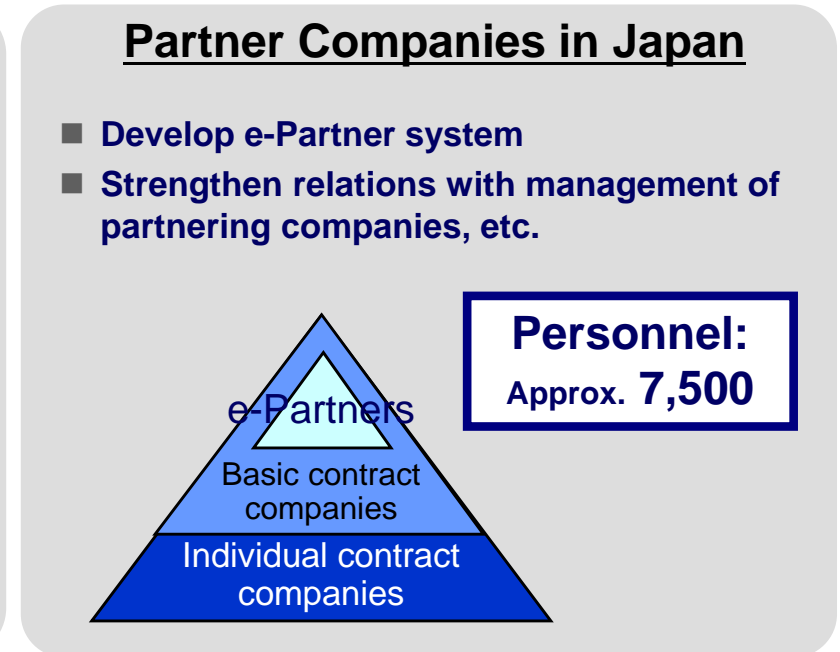 Partner Companies in Japan
Develop e-Partner system
Strengthen relations with management of
partnering companies, etc.
Personnel:
Approx. 7,500
e-Partners
Basic contract
companies
Individual contract
companies